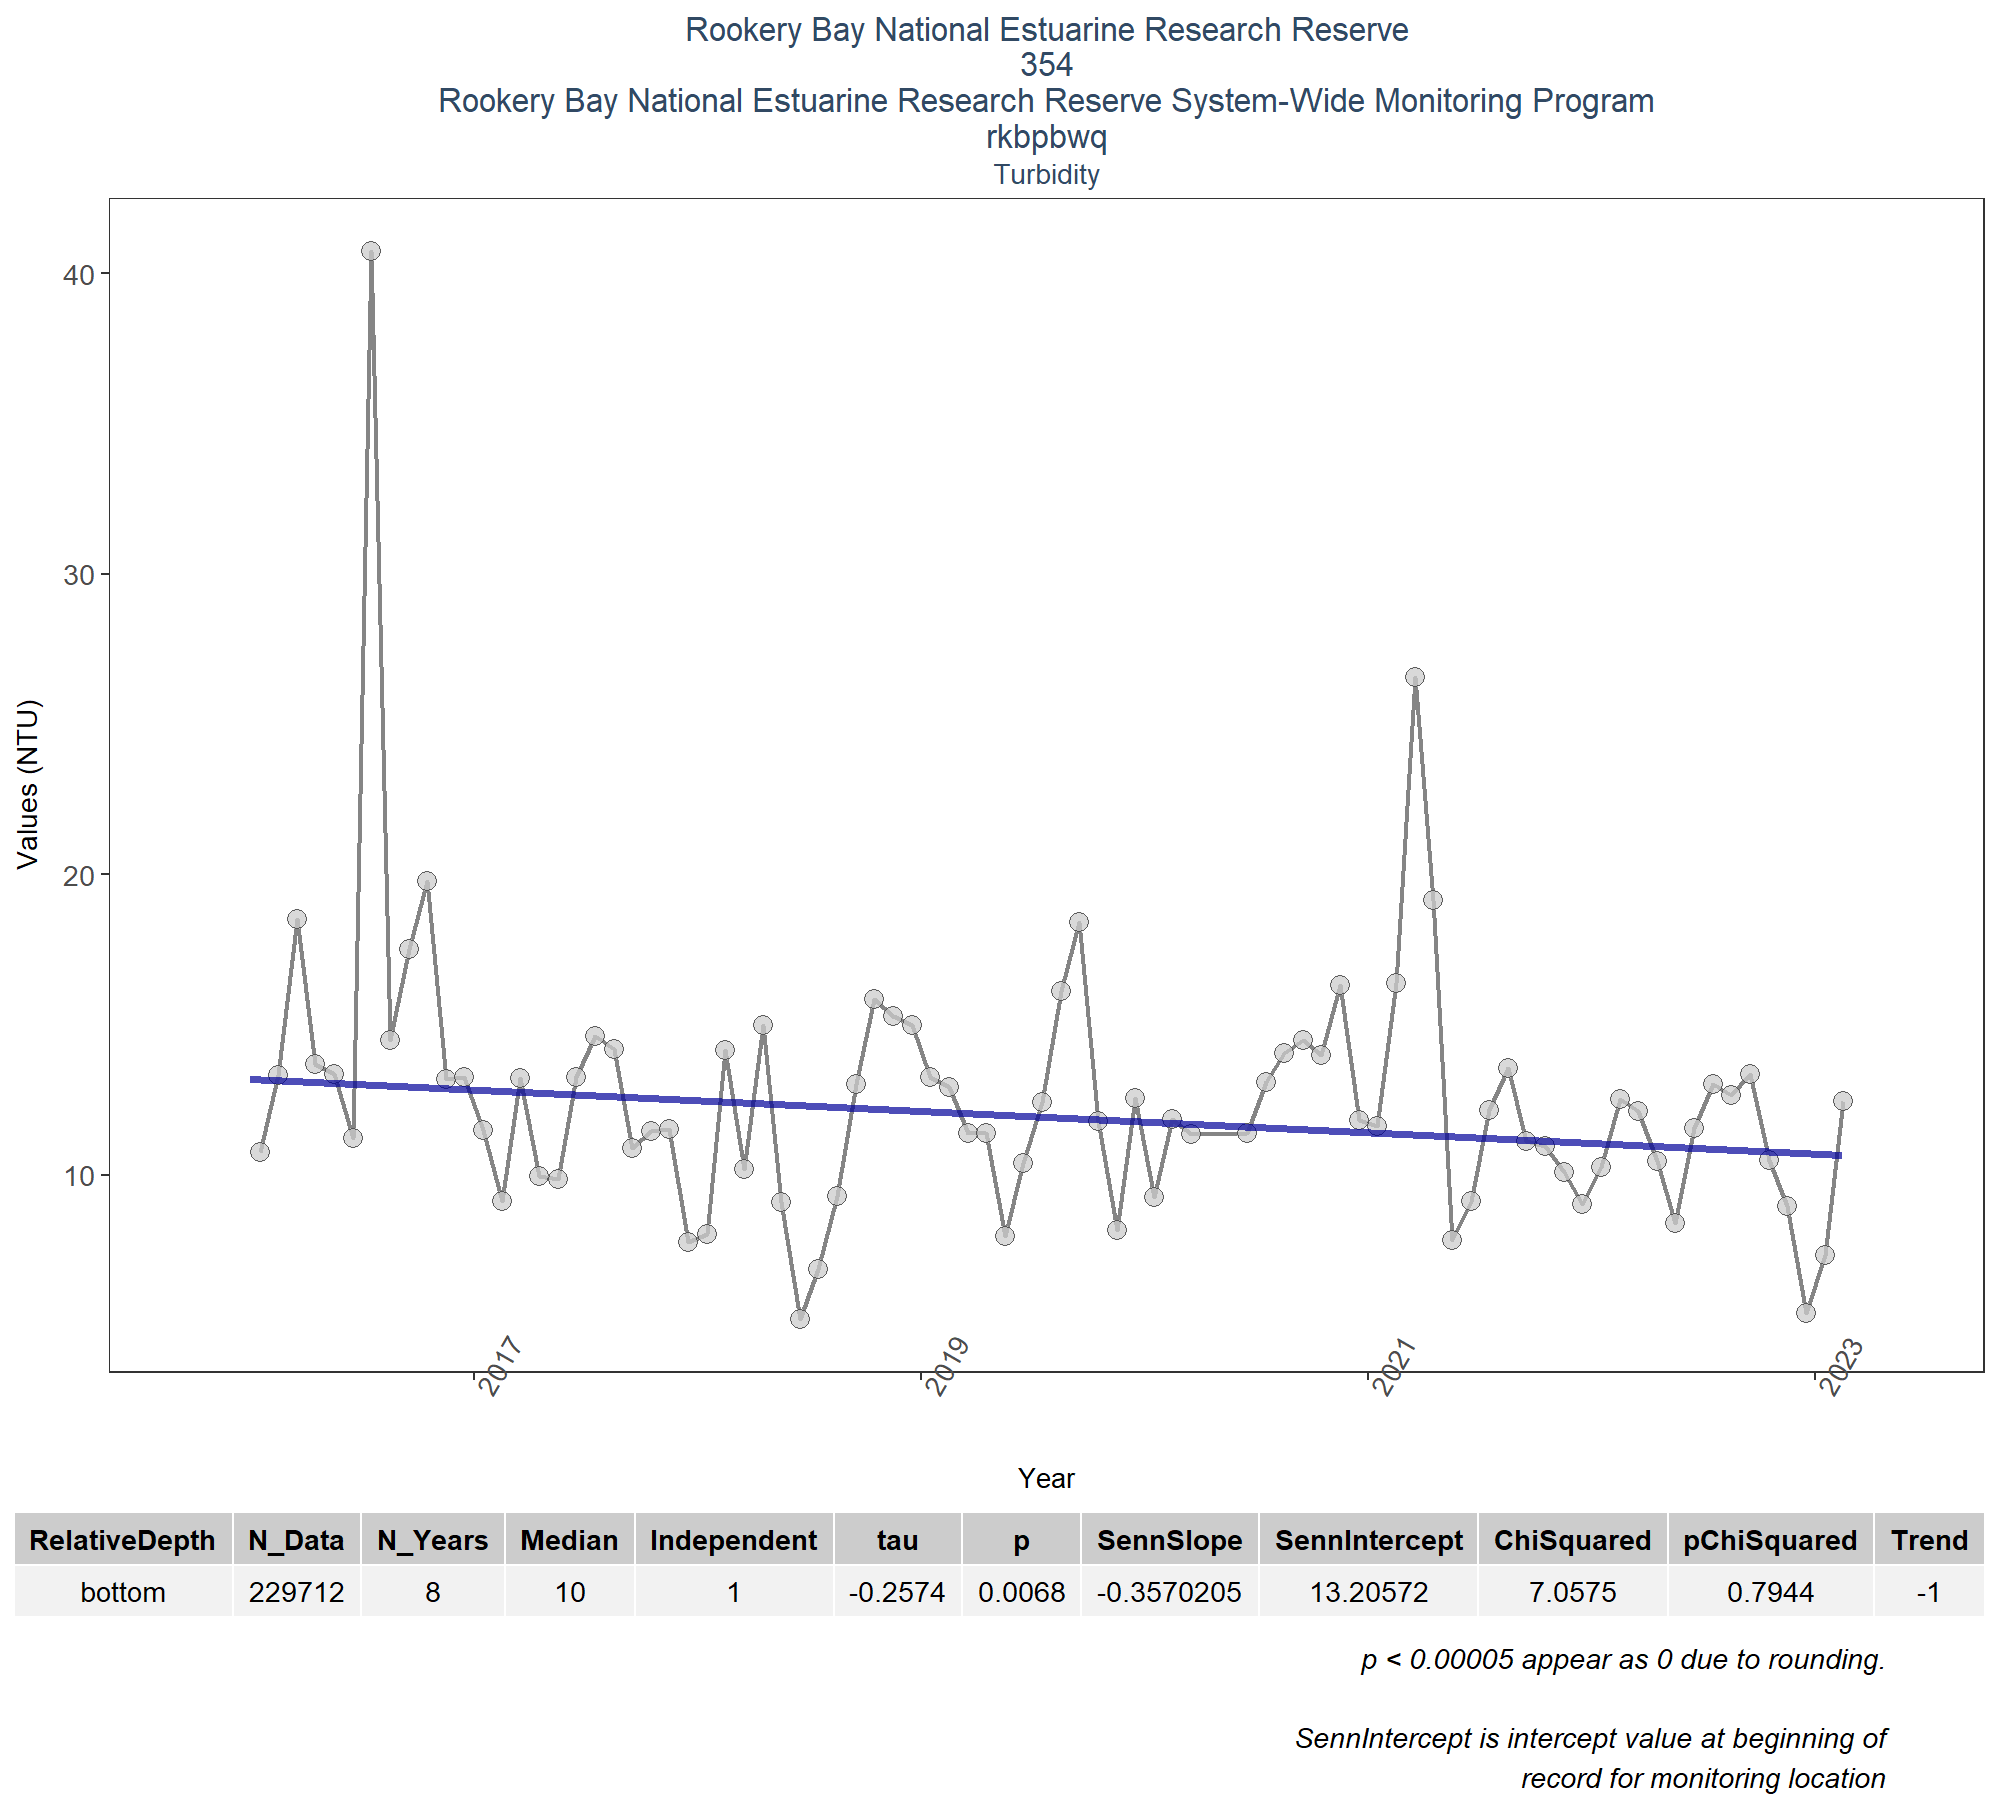 Rookery Bay National Estuarine Research Reserve
354
Rookery Bay National Estuarine Research Reserve System-Wide Monitoring Program
rkbpbwq
Turbidity
40
30
20
10
Values (NTU)
2017 2019 2021 2023
Year
RelativeDepth N_Data N_Years Median Independent tau p SennSlope SennIntercept ChiSquared pChiSquared Trend
bottom 229712 8 10 1 -0.2574 0.0068 -0.3570205 13.20572 7.0575 0.7944 -1
p < 0.00005 appear as 0 due to rounding.
SennIntercept is intercept value at beginning of
record for monitoring location